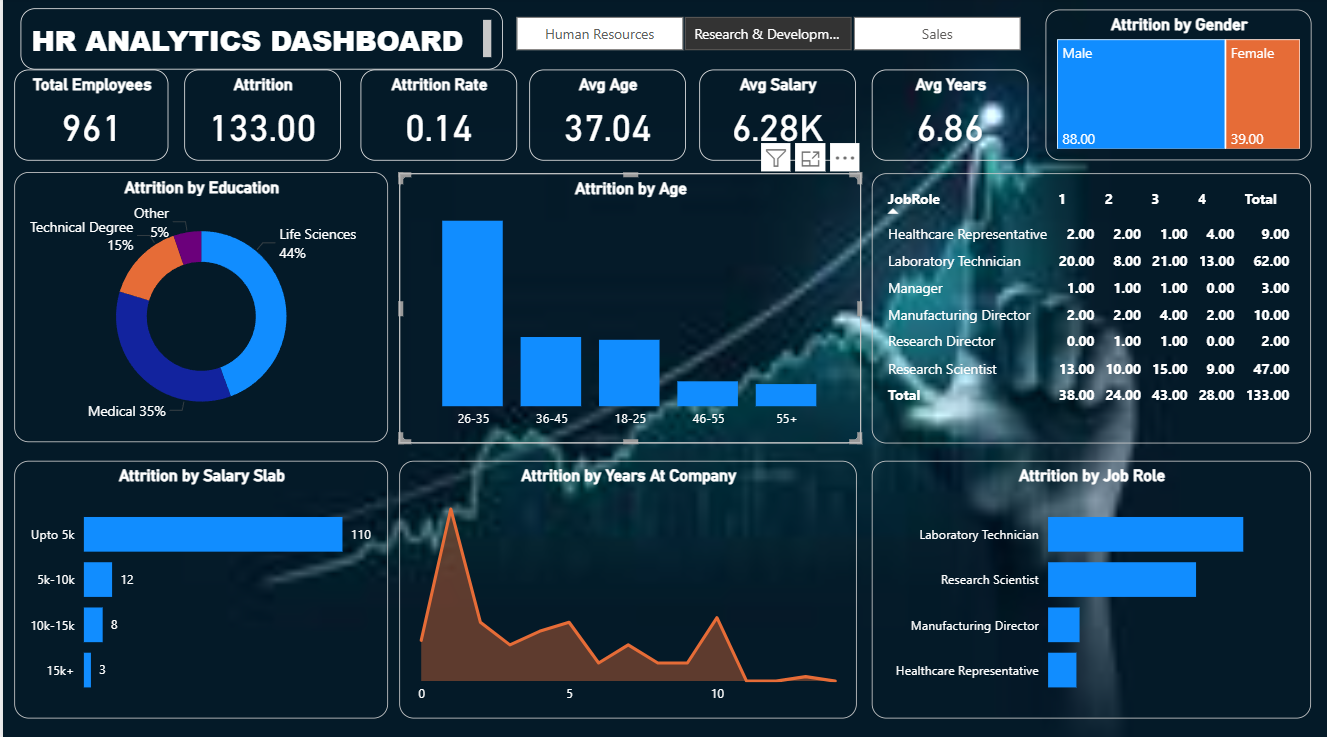 HR ANALYTICS DASHBOARD
Human Resources
Research & Developm...
Sales
Attrition by Gender
Male
Female
88.00
39.00
Total Employees
961
Attrition
133.00
Attrition Rate
0.14
Avg Age
37.04
Avg Salary
6.28K
Avg Years
6.86
Attrition by Education
Other
5%
Technical Degree
15%
Life Sciences
44%
Medical 35%
Attrition by Age
26-35 36-45 18-25 46-55 55+
JobRole 1 2 3 4 Total
Healthcare Representative 2.00 2.00 1.00 4.00 9.00
Laboratory Technician 20.00 8.00 21.00 13.00 62.00
Manager 1.00 1.00 1.00 0.00 3.00
Manufacturing Director 2.00 2.00 4.00 2.00 10.00
Research Director 0.00 1.00 1.00 0.00 2.00
Research Scientist 13.00 10.00 15.00 9.00 47.00
Total 38.00 24.00 43.00 28.00 133.00
Attrition by Salary Slab
Upto 5k 110
5k-10k 12
10k-15k 8
15k+ 3
Attrition by Years At Company
0 5 10
Attrition by Job Role
Laboratory Technician
Research Scientist
Manufacturing Director
Healthcare Representative